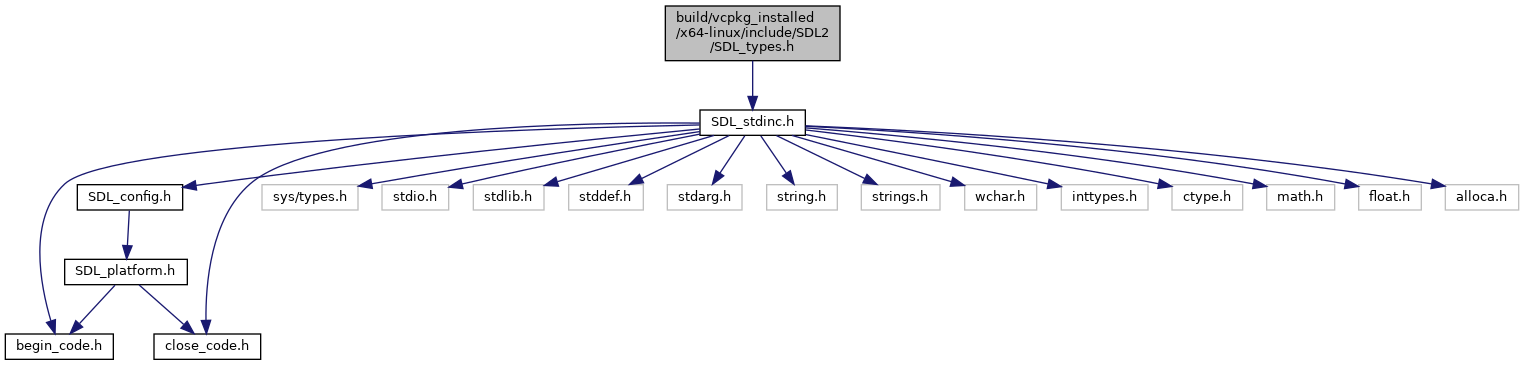 build/vcpkg_installed
/x64-linux/include/SDL2
/SDL_types.h
SDL_stdinc.h
SDL_config.h
sys/types.h
stdio.h
stdlib.h
stddef.h
stdarg.h
string.h
strings.h
wchar.h
inttypes.h
ctype.h
math.h
float.h
alloca.h
SDL_platform.h
begin_code.h
close_code.h